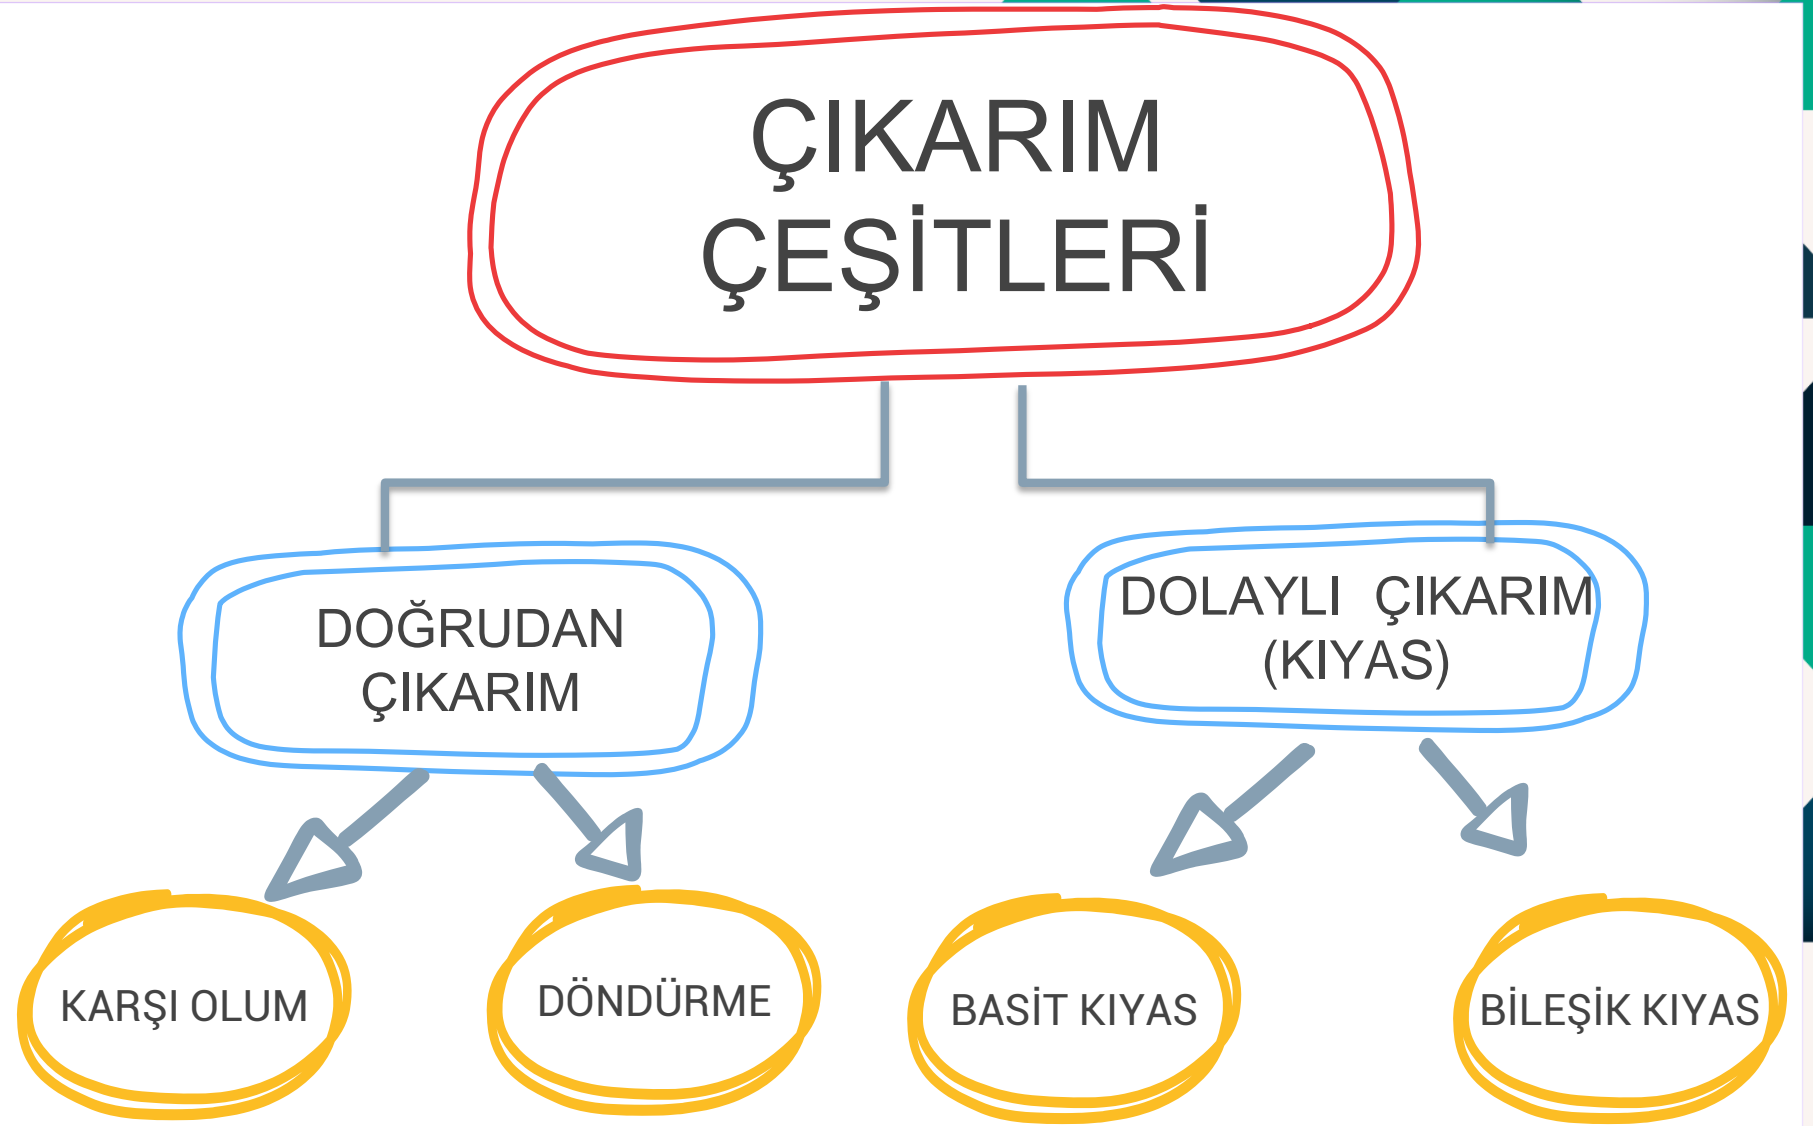 ÇIKARIM
ÇEŞİTLERİ
DOĞRUDAN
ÇIKARIM
DOLAYLI ÇIKARIM
(KIYAS)
KARŞI OLUM
DÖNDÜRME
BASİT KIYAS
BİLEŞİK KIYAS